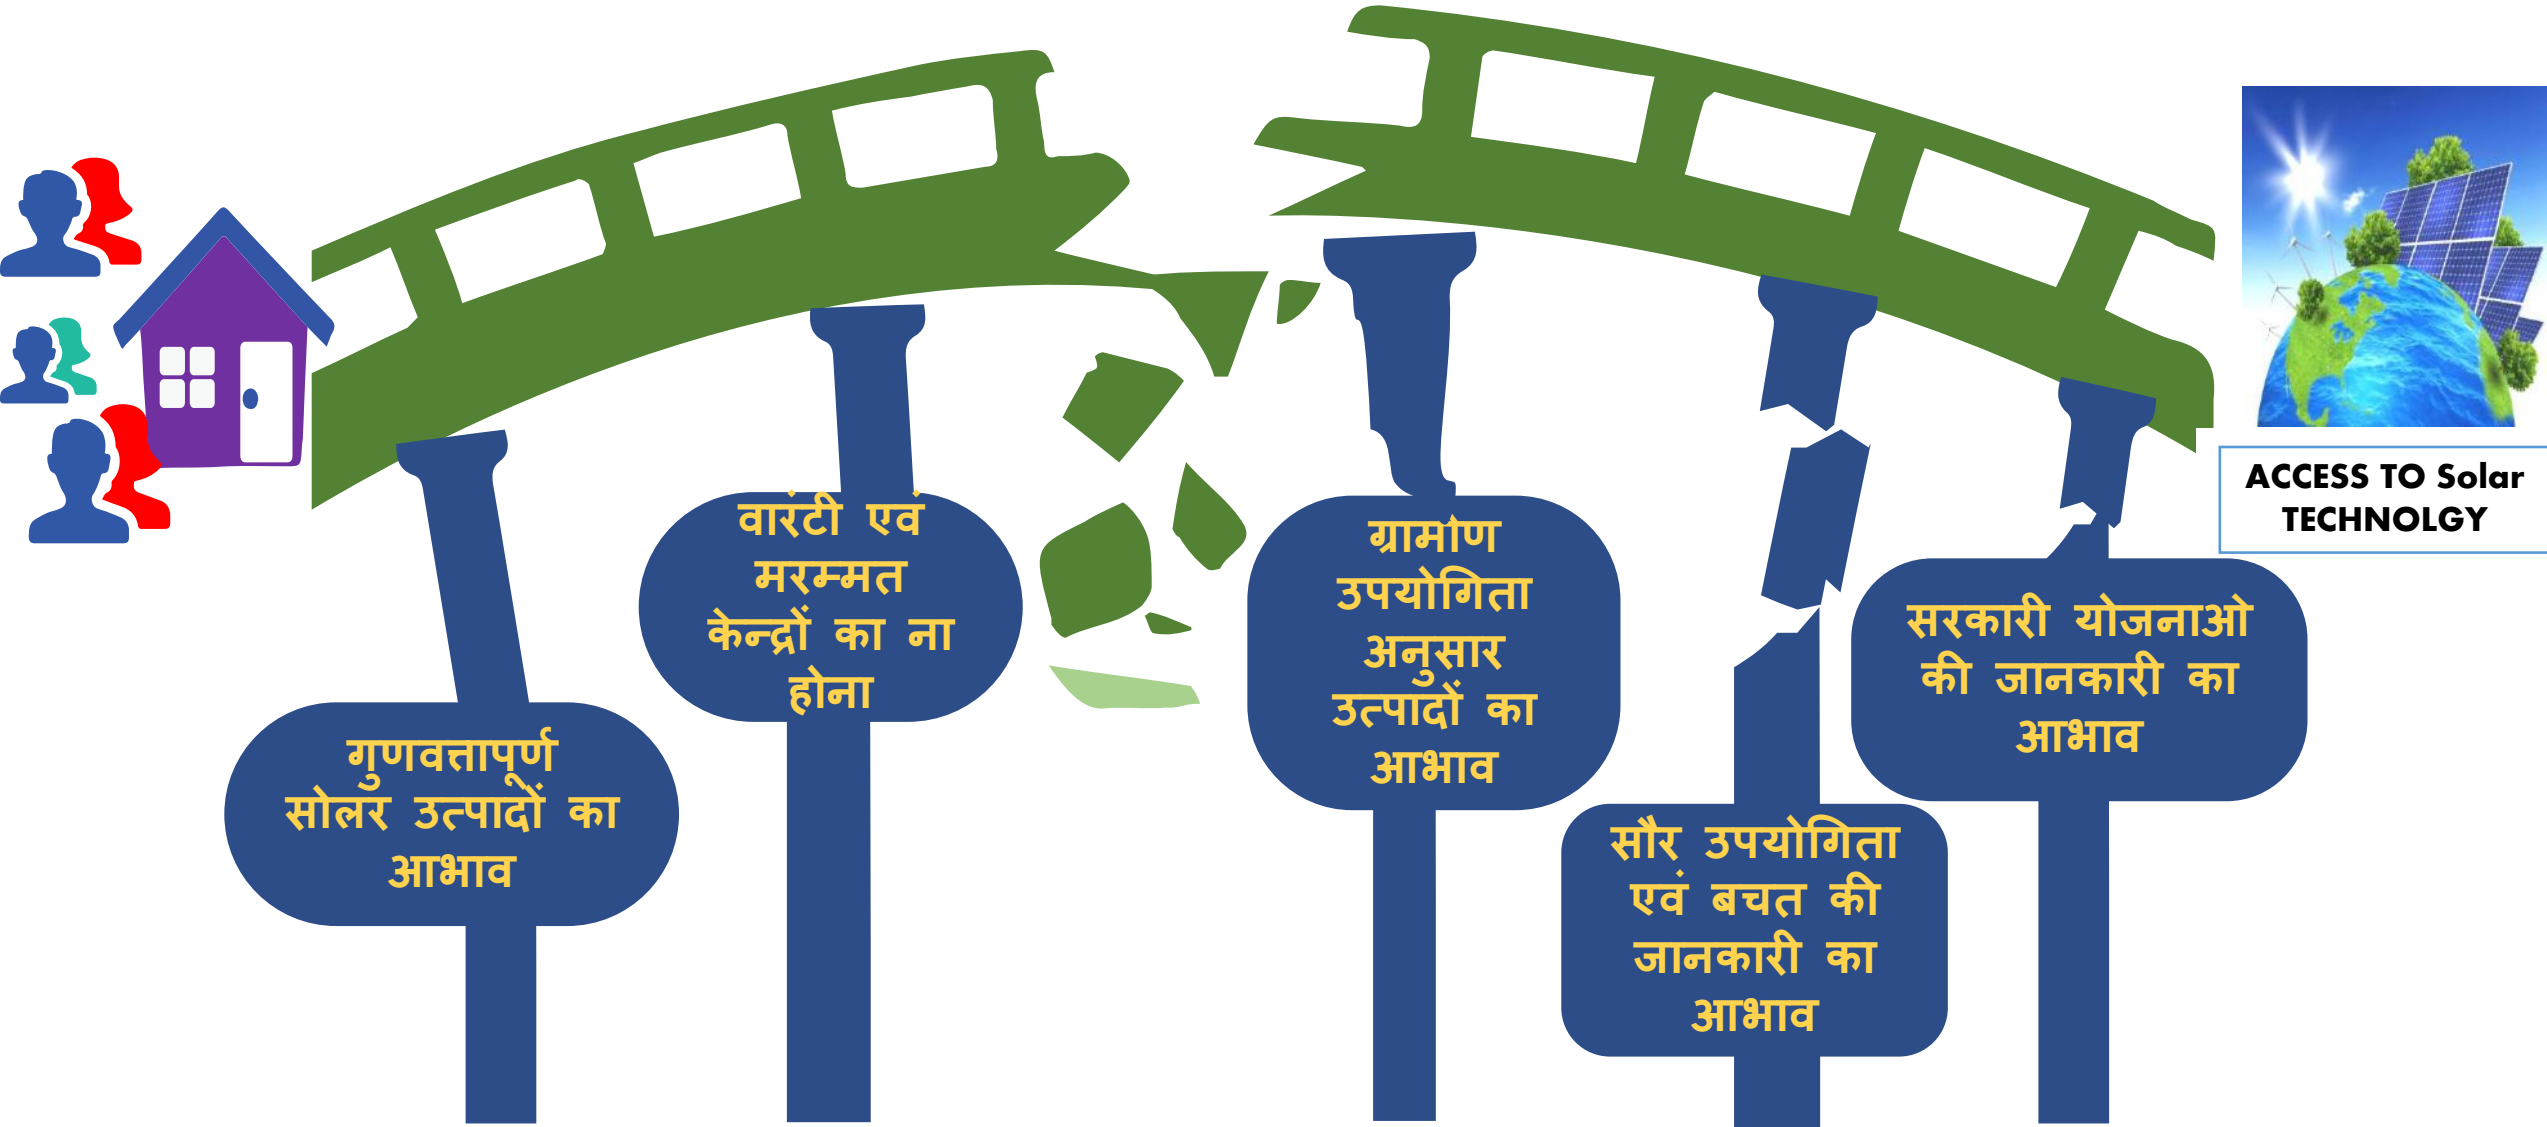 गुणवत्तापूर्ण
सोलर उत्पादों का
आभाव
वारंटी एवं
मरम्मत
केन्द्रों का ना
होना
ग्रामीण
उपयोगिता
अनुसार
उत्पादों का
आभाव
सौर उपयोगिता
एवं बचत की
जानकारी का
आभाव
सरकारी योजनाओ
की जानकारी का
आभाव
ACCESS TO Solar
TECHNOLGY